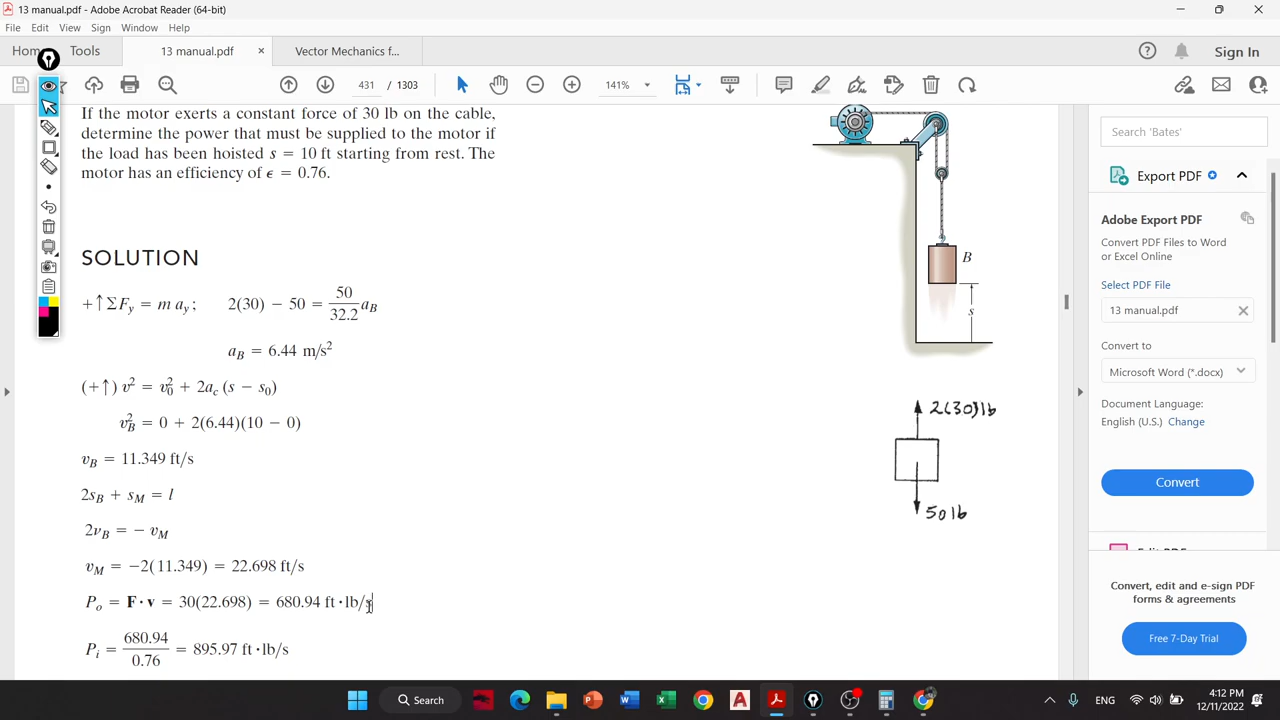 13 manual.pdf - Adobe Acrobat Reader (64-bit)
File Edit View Sign Window Help
Hom Tools 13 manual.pdf × Vector Mechanics f... Sign In
431 / 1303 141%
If the motor exerts a constant force of 30 lb on the cable,
determine the power that must be supplied to the motor if
the load has been hoisted s = 10 ft starting from rest. The
motor has an efficiency of ϵ = 0.76.
SOLUTION
+↑ΣF_y = m a_y; 2(30) − 50 = 50/32.2 a_B
a_B = 6.44 m/s²
(+↑) v² = v₀² + 2a_c (s − s₀)
v_B² = 0 + 2(6.44)(10 − 0)
v_B = 11.349 ft/s
2s_B + s_M = l
2v_B = − v_M
v_M = −2(11.349) = 22.698 ft/s
P_o = F · v = 30(22.698) = 680.94 ft · lb/s
P_i = 680.94/0.76 = 895.97 ft · lb/s
B
s
2(30)lb
50lb
Search 'Bates'
Export PDF
Adobe Export PDF
Convert PDF Files to Word
or Excel Online
Select PDF File
13 manual.pdf
Convert to
Microsoft Word (*.docx)
Document Language:
English (U.S.) Change
Convert
Convert, edit and e-sign PDF
forms & agreements
Free 7-Day Trial
Search
ENG
4:12 PM
12/11/2022